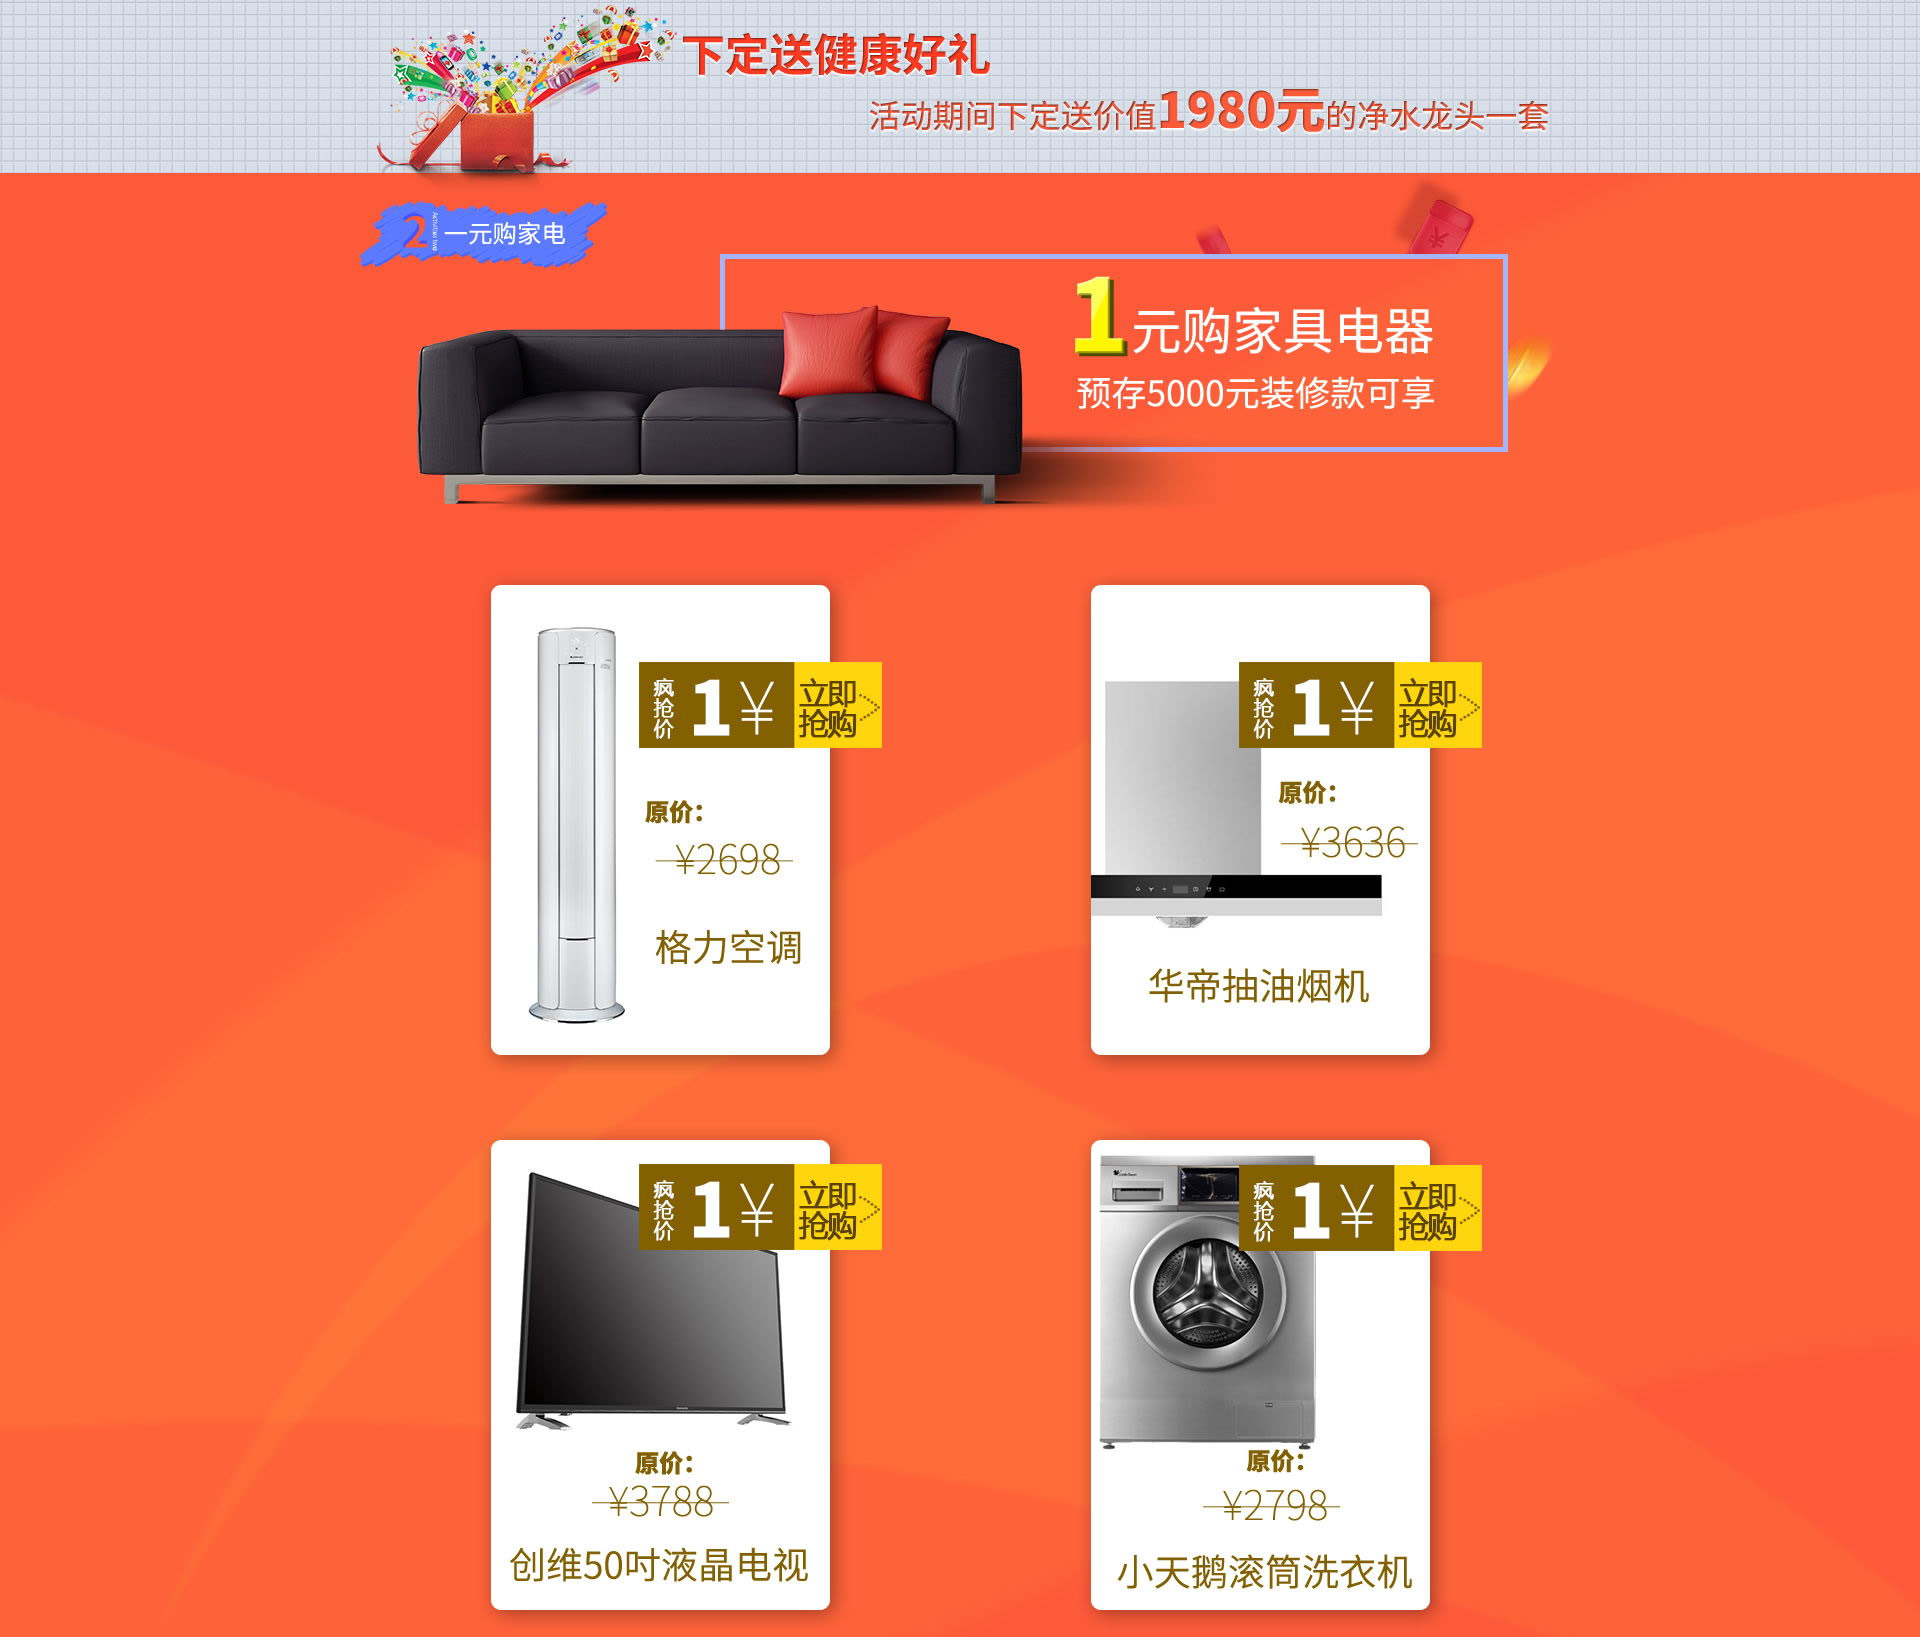 下定送健康好礼
活动期间下定送价值1980元的净水龙头一套
2 一元购家电
1元购家具电器
预存5000元装修款可享
疯抢价 1¥ 立即抢购
原价：
¥2698
格力空调
疯抢价 1¥ 立即抢购
原价：
¥3636
华帝抽油烟机
疯抢价 1¥ 立即抢购
原价：
¥3788
创维50吋液晶电视
疯抢价 1¥ 立即抢购
原价：
¥2798
小天鹅滚筒洗衣机